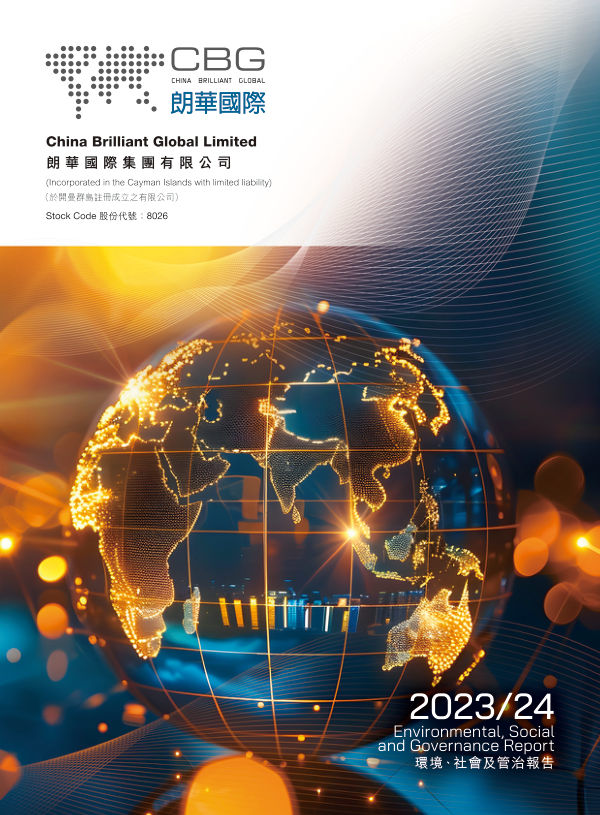 CBG
CHINA BRILLIANT GLOBAL
朗華國際
China Brilliant Global Limited
朗華國際集團有限公司
(Incorporated in the Cayman Islands with limited liability)
(於開曼群島註冊成立之有限公司)
Stock Code 股份代號：8026
2023/24
Environmental, Social
and Governance Report
環境、社會及管治報告